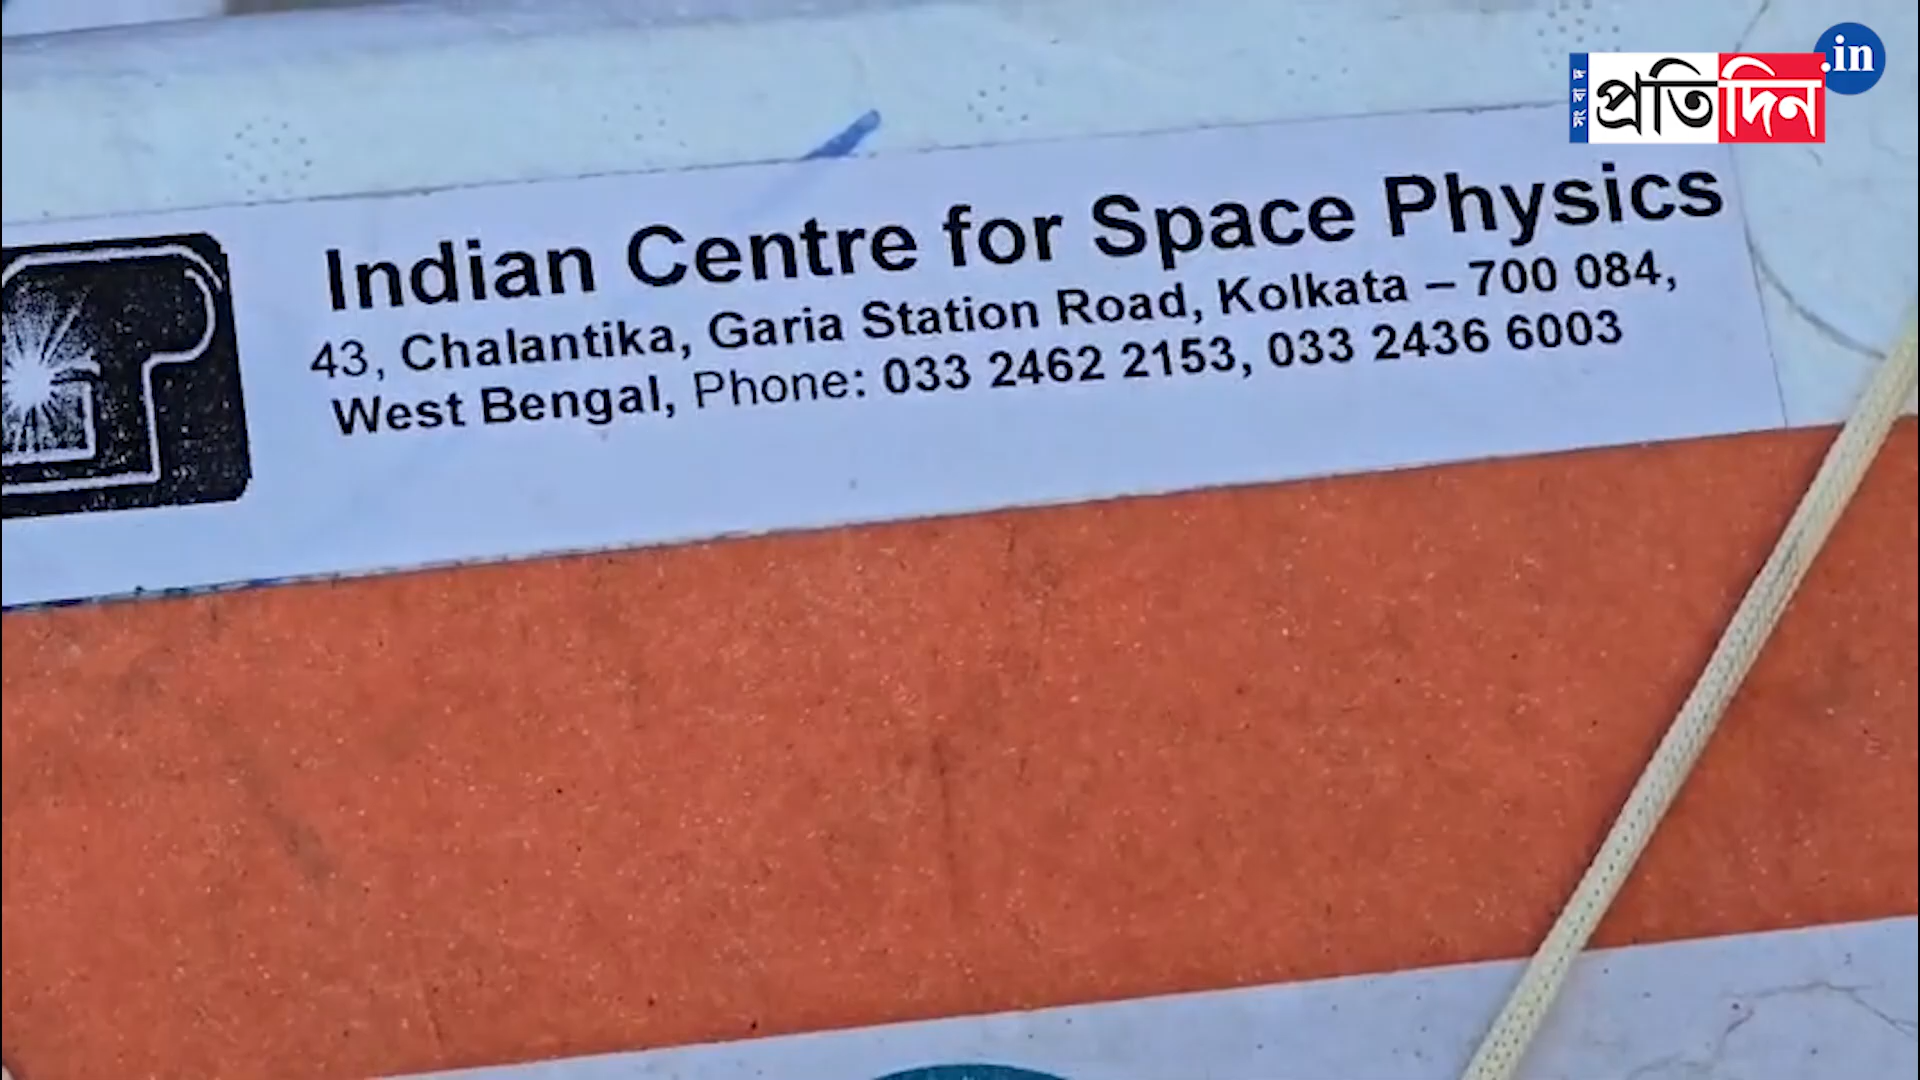 সংবাদ
প্রতিদিন
.in
Indian Centre for Space Physics
43, Chalantika, Garia Station Road, Kolkata – 700 084,
West Bengal, Phone: 033 2462 2153, 033 2436 6003